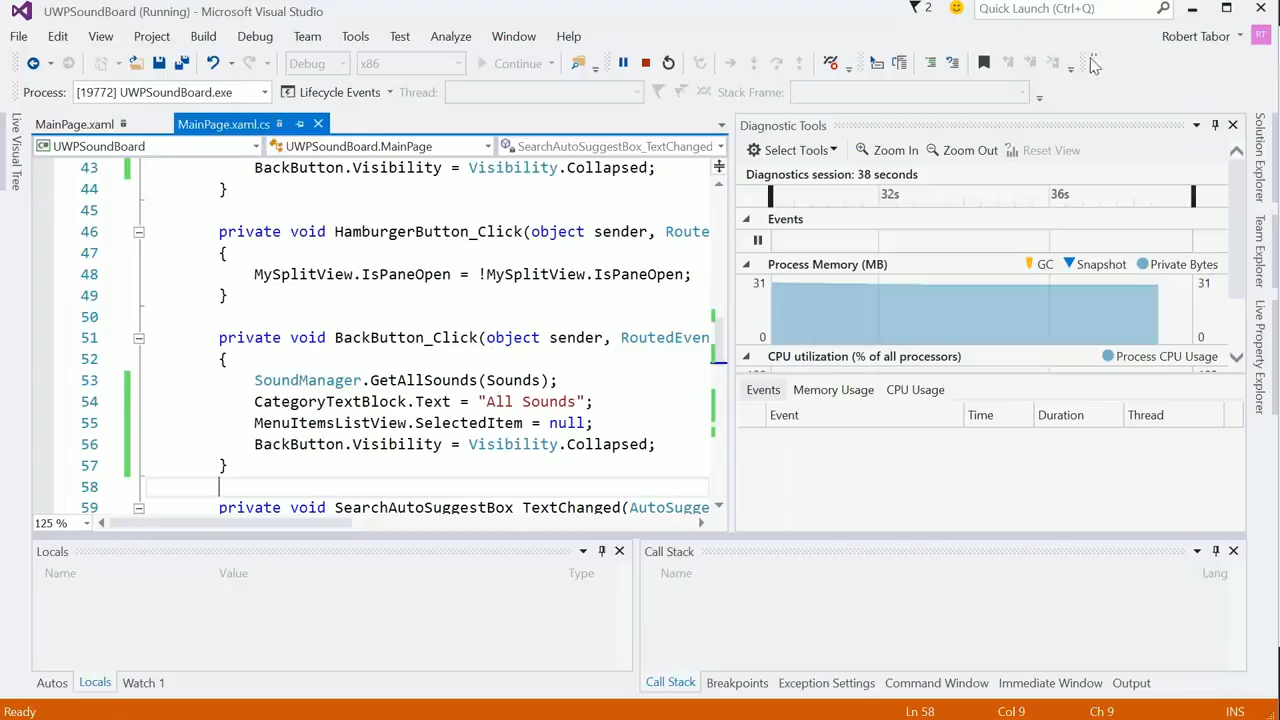 UWPSoundBoard (Running) - Microsoft Visual Studio
2
Quick Launch (Ctrl+Q)
File Edit View Project Build Debug Team Tools Test Analyze Window Help
Robert Tabor RT
Debug x86 Continue
Process: [19772] UWPSoundBoard.exe Lifecycle Events Thread: Stack Frame:
Live Visual Tree
MainPage.xaml MainPage.xaml.cs
UWPSoundBoard UWPSoundBoard.MainPage SearchAutoSuggestBox_TextChanged
43 BackButton.Visibility = Visibility.Collapsed;
44 }
45
46 private void HamburgerButton_Click(object sender, Route
47 {
48 MySplitView.IsPaneOpen = !MySplitView.IsPaneOpen;
49 }
50
51 private void BackButton_Click(object sender, RoutedEven
52 {
53 SoundManager.GetAllSounds(Sounds);
54 CategoryTextBlock.Text = "All Sounds";
55 MenuItemsListView.SelectedItem = null;
56 BackButton.Visibility = Visibility.Collapsed;
57 }
58
59 private void SearchAutoSuggestBox TextChanged(AutoSugge
125 %
Diagnostic Tools
Select Tools Zoom In Zoom Out Reset View
Diagnostics session: 38 seconds
32s 36s
Events
Process Memory (MB) GC Snapshot Private Bytes
31 31
0 0
CPU utilization (% of all processors) Process CPU Usage
Events Memory Usage CPU Usage
Event Time Duration Thread
Solution Explorer
Team Explorer
Live Property Explorer
Locals
Name Value Type
Autos Locals Watch 1
Call Stack
Name Lang
Call Stack Breakpoints Exception Settings Command Window Immediate Window Output
Ready Ln 58 Col 9 Ch 9 INS